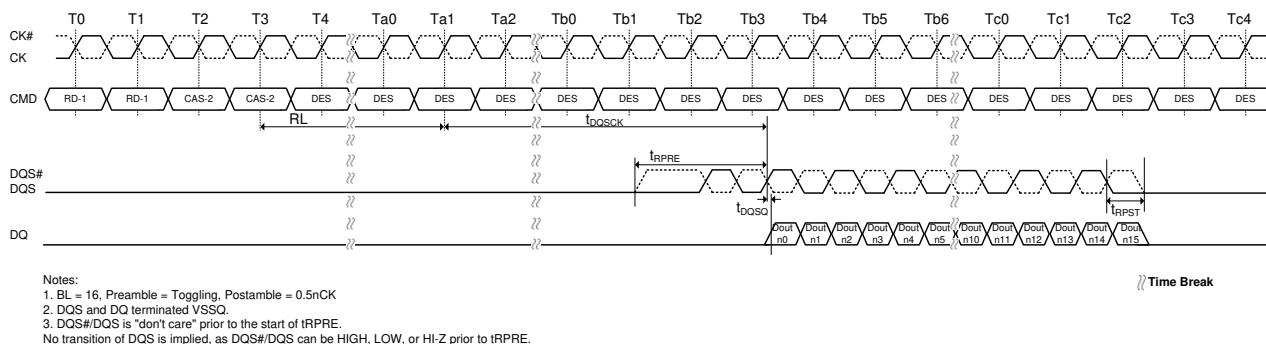 T0 T1 T2 T3 T4 Ta0 Ta1 Ta2 Tb0 Tb1 Tb2 Tb3 Tb4 Tb5 Tb6 Tc0 Tc1 Tc2 Tc3 Tc4
CK#
CK
CMD RD-1 RD-1 CAS-2 CAS-2 DES DES DES DES DES DES DES DES DES DES DES DES DES DES DES DES
RL tDQSCK
tRPRE
DQS#
DQS
tDQSQ tRPST
DQ Dout n0 Dout n1 Dout n2 Dout n3 Dout n4 Dout n5 Dout n10 Dout n11 Dout n12 Dout n13 Dout n14 Dout n15
Notes:
Time Break
1. BL = 16, Preamble = Toggling, Postamble = 0.5nCK
2. DQS and DQ terminated VSSQ.
3. DQS#/DQS is "don't care" prior to the start of tRPRE.
No transition of DQS is implied, as DQS#/DQS can be HIGH, LOW, or HI-Z prior to tRPRE.